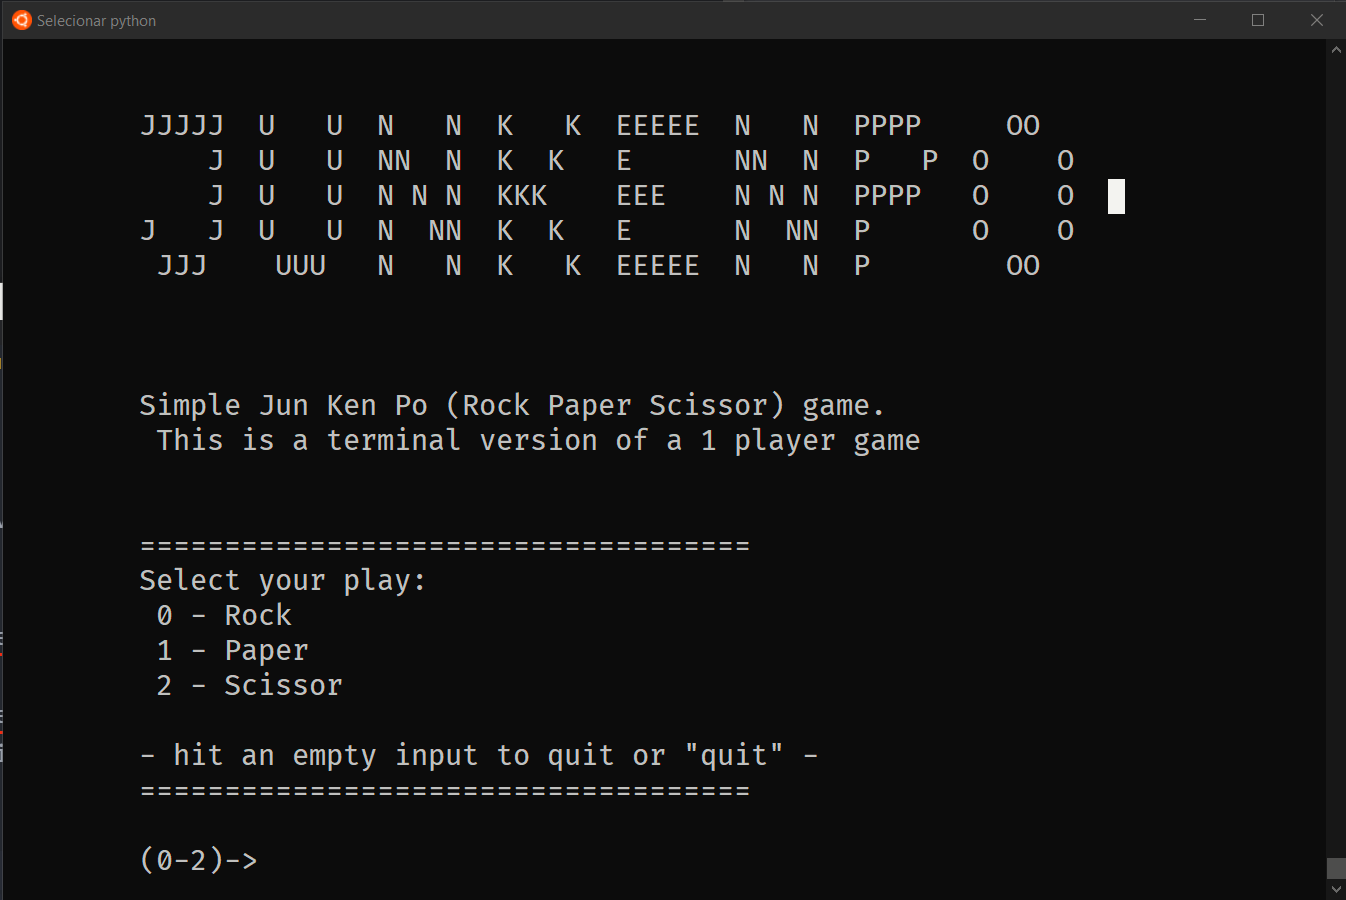 Selecionar python
JJJJJ  U   U  N   N  K   K  EEEEE  N   N  PPPP     OO
    J  U   U  NN  N  K  K   E      NN  N  P   P  O    O
    J  U   U  N N N  KKK    EEE    N N N  PPPP   O    O
J   J  U   U  N  NN  K  K   E      N  NN  P      O    O
 JJJ    UUU   N   N  K   K  EEEEE  N   N  P        OO
Simple Jun Ken Po (Rock Paper Scissor) game.
 This is a terminal version of a 1 player game
====================================
Select your play:
 0 - Rock
 1 - Paper
 2 - Scissor
- hit an empty input to quit or "quit" -
====================================
(0-2)->